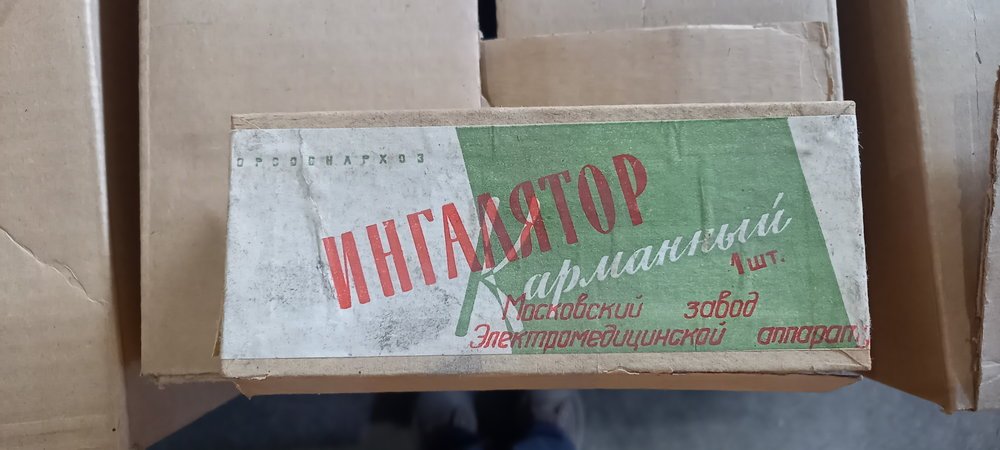 ОРСОВНАРХОЗ
ИНГАЛЯТОР
Карманный
1 шт.
Московский завод
Электромедицинской аппарат